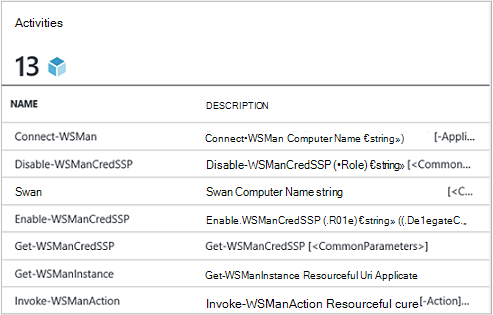 Activities
13
NAME DESCRIPTION
Connect-WSMan Connect•WSMan Computer Name €string») [-Appli...
Disable-WSManCredSSP Disable-WSManCredSSP (•Role) €string» [<Common...
Swan Swan Computer Name string [<C...
Enable-WSManCredSSP Enable.WSManCredSSP (.R01e) €string» ((.De1egateC.,
Get-WSManCredSSP Get-WSManCredSSP [<CommonParameters>]
Get-WSManInstance Get-WSManInstance Resourceful Uri Applicate
Invoke-WSManAction Invoke-WSManAction Resourceful cure [-Action]...